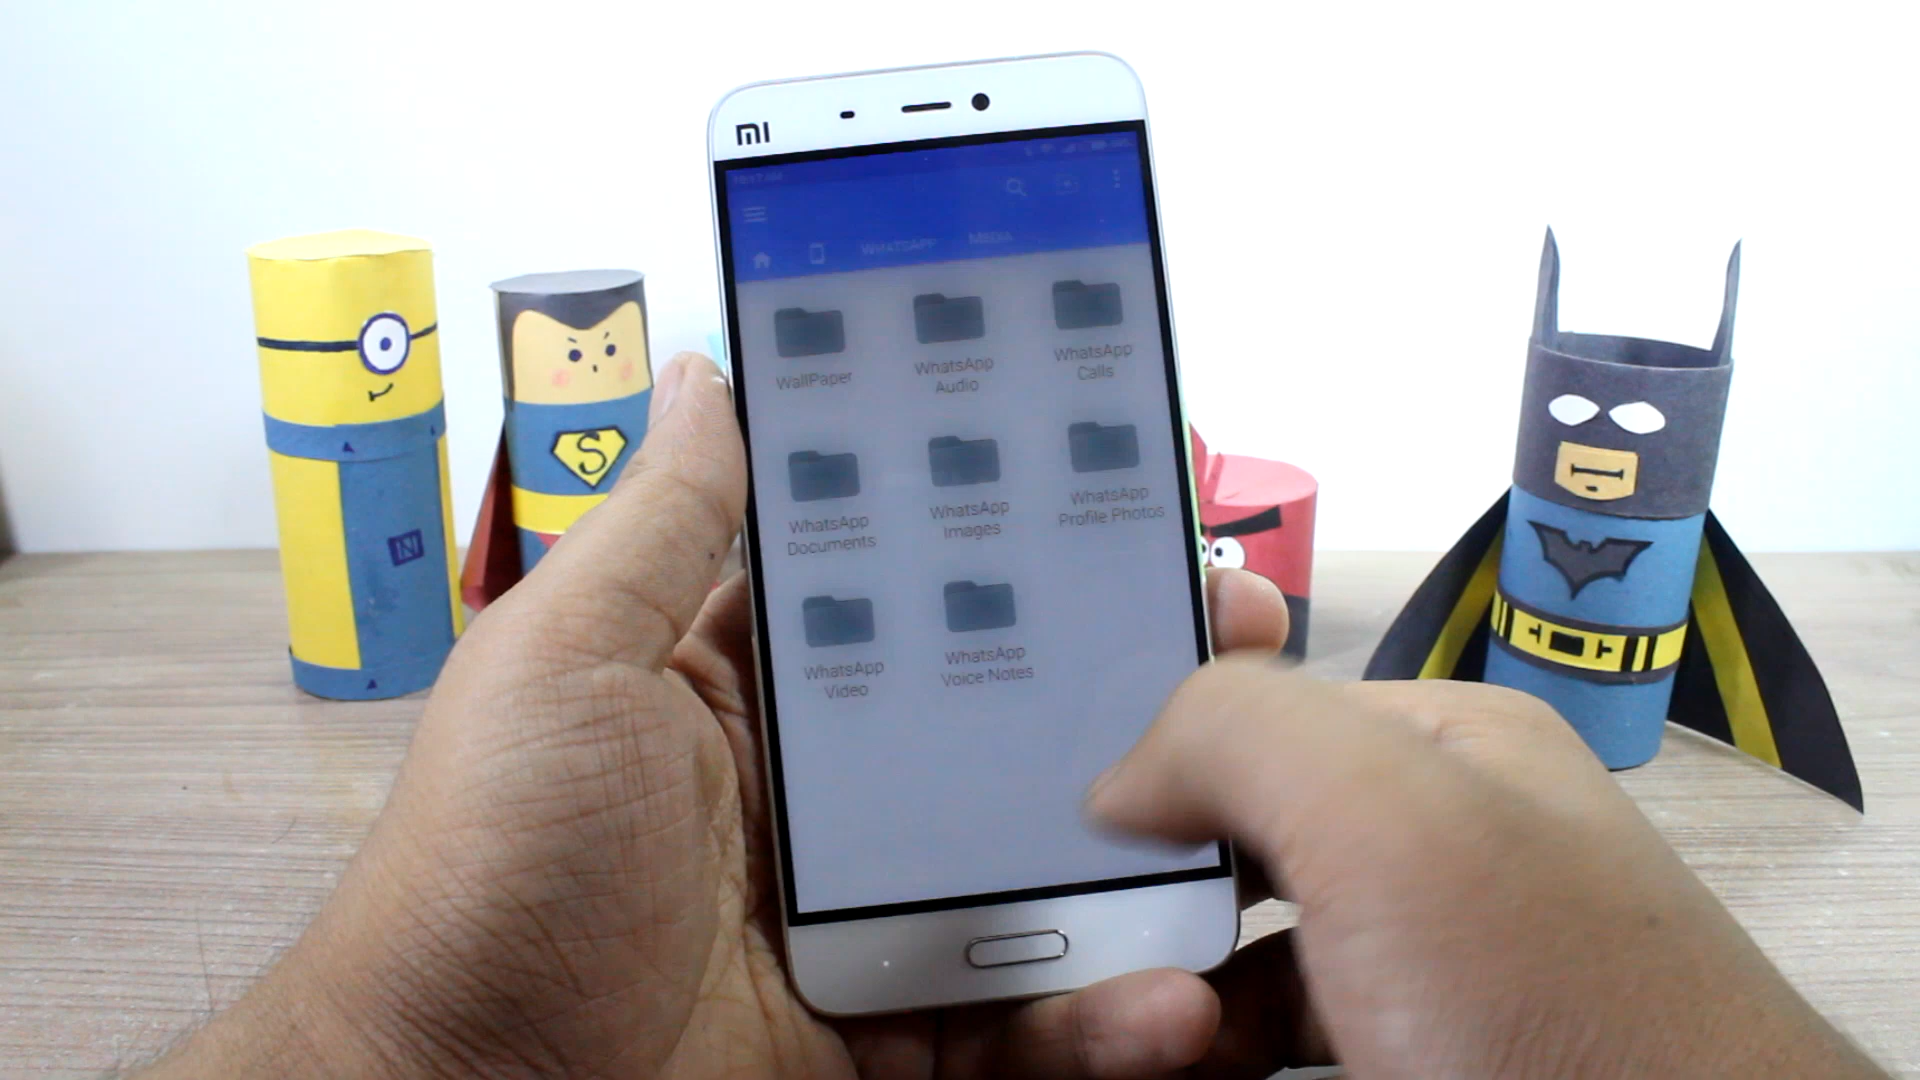 mi
WHATSAPP
MEDIA
WallPaper
WhatsApp
Audio
WhatsApp
Calls
WhatsApp
Documents
WhatsApp
Images
WhatsApp
Profile Photos
WhatsApp
Video
WhatsApp
Voice Notes
S